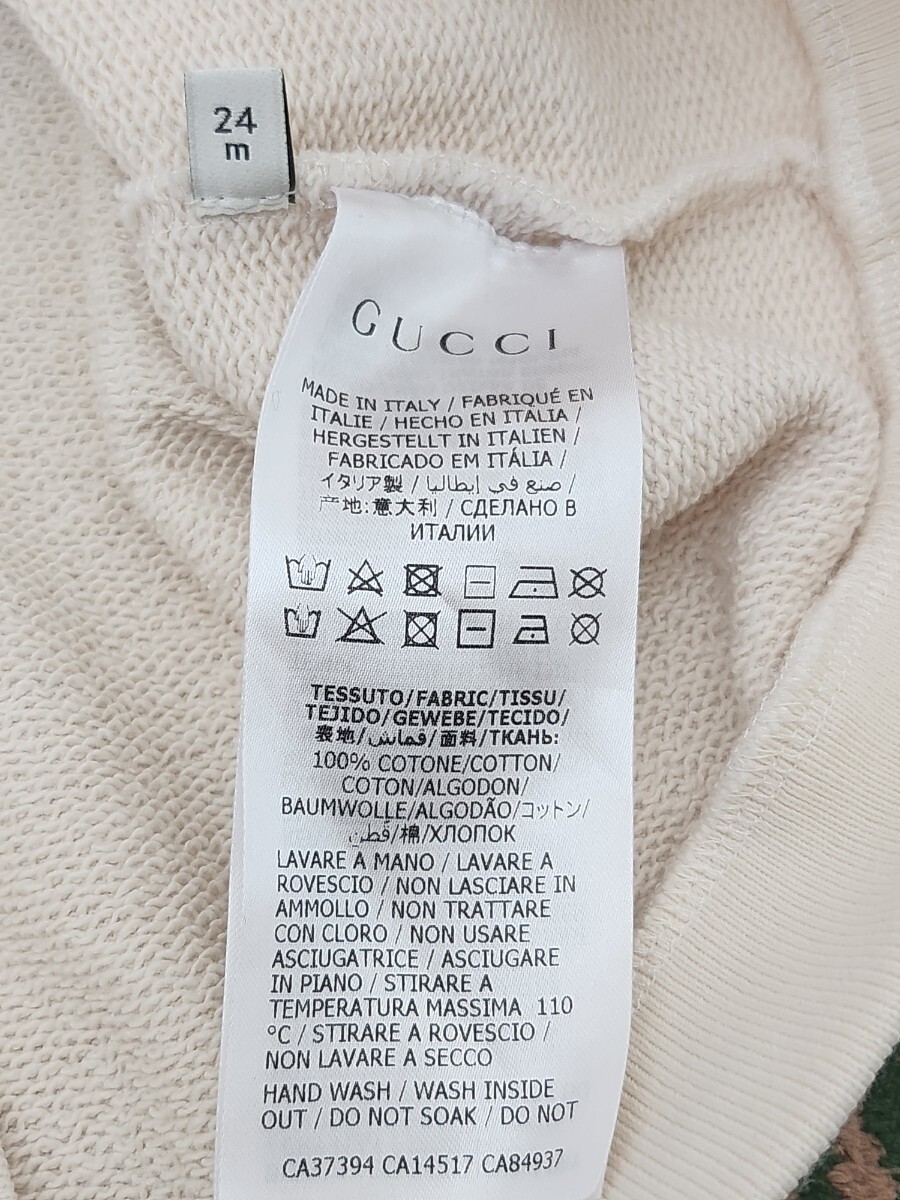 24
m
GUCCI
MADE IN ITALY / FABRIQUÉ EN
ITALIE / HECHO EN ITALIA /
HERGESTELLT IN ITALIEN /
FABRICADO EM ITÁLIA /
イタリア製 / صنع في إيطاليا /
产地:意大利 / СДЕЛАНО В
ИТАЛИИ
TESSUTO/FABRIC/TISSU/
TEJIDO/GEWEBE/TECIDO/
表地/قماش/面料/ТКАНЬ:
100% COTONE/COTTON/
COTON/ALGODON/
BAUMWOLLE/ALGODÃO/コットン/
قطن/棉/ХЛОПОК
LAVARE A MANO / LAVARE A
ROVESCIO / NON LASCIARE IN
AMMOLLO / NON TRATTARE
CON CLORO / NON USARE
ASCIUGATRICE / ASCIUGARE
IN PIANO / STIRARE A
TEMPERATURA MASSIMA 110
°C / STIRARE A ROVESCIO /
NON LAVARE A SECCO
HAND WASH / WASH INSIDE
OUT / DO NOT SOAK / DO NOT
CA37394 CA14517 CA84937